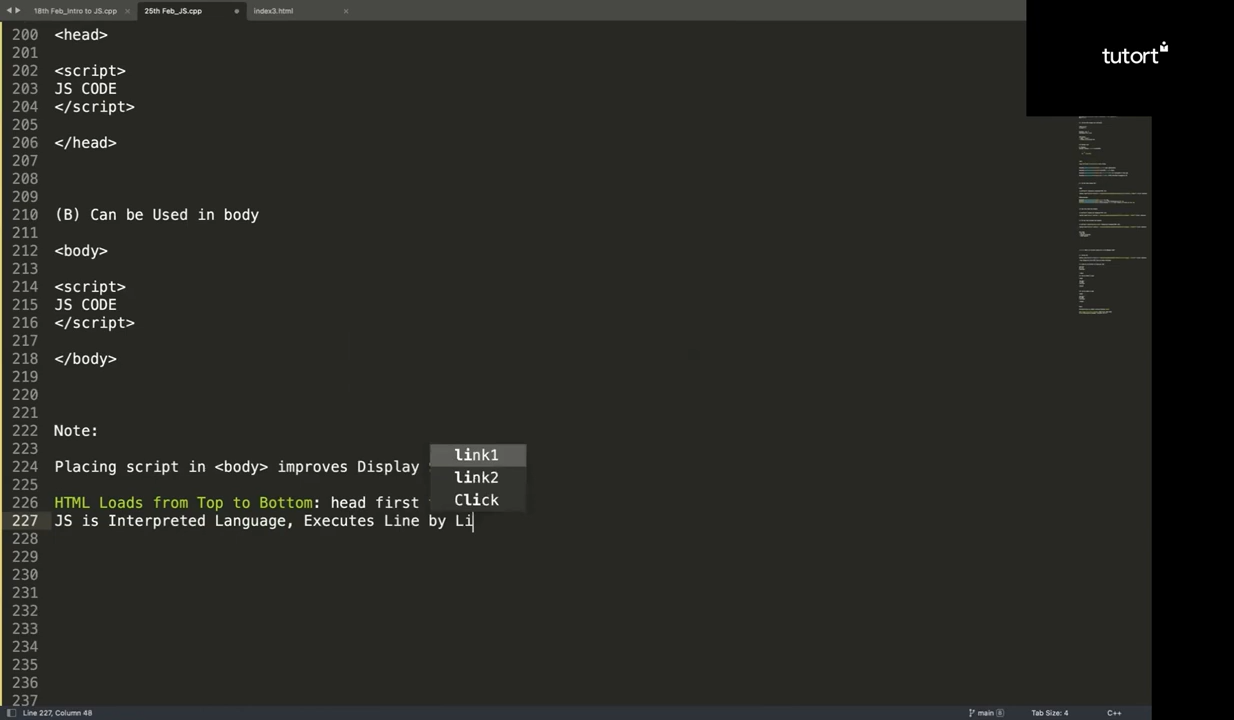 18th Feb_Intro to JS.cpp
25th Feb_JS.cpp
index3.html
tutort
200 <head>
201
202 <script>
203 JS CODE
204 </script>
205
206 </head>
207
208
209
210 (B) Can be Used in body
211
212 <body>
213
214 <script>
215 JS CODE
216 </script>
217
218 </body>
219
220
221
222 Note:
223
224 Placing script in <body> improves Display
225
226 HTML Loads from Top to Bottom: head first
227 JS is Interpreted Language, Executes Line by Li
228
229
230
231
232
233
234
235
236
237
link1
link2
Click
Line 227, Column 48
main 8
Tab Size: 4
C++